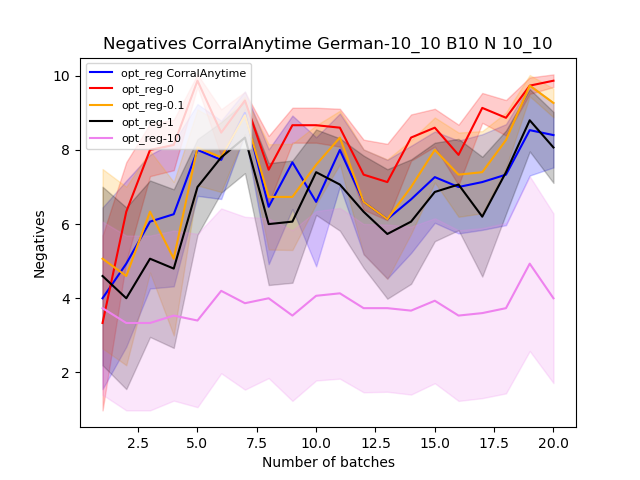 Negatives CorralAnytime German-10_10 B10 N 10_10
10
8
6
4
2
Negatives
opt_reg CorralAnytime
opt_reg-0
opt_reg-0.1
opt_reg-1
opt_reg-10
2.5 5.0 7.5 10.0 12.5 15.0 17.5 20.0
Number of batches